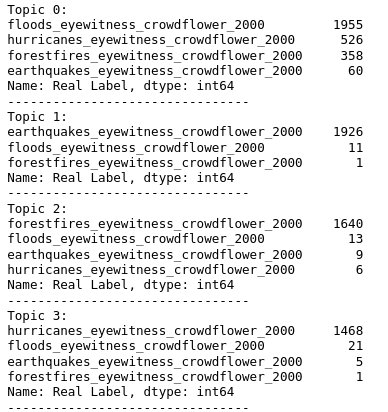 Topic 0:
floods_eyewitness_crowdflower_2000         1955
hurricanes_eyewitness_crowdflower_2000      526
forestfires_eyewitness_crowdflower_2000     358
earthquakes_eyewitness_crowdflower_2000      60
Name: Real Label, dtype: int64
--------------------------------
Topic 1:
earthquakes_eyewitness_crowdflower_2000    1926
floods_eyewitness_crowdflower_2000           11
forestfires_eyewitness_crowdflower_2000       1
Name: Real Label, dtype: int64
--------------------------------
Topic 2:
forestfires_eyewitness_crowdflower_2000    1640
floods_eyewitness_crowdflower_2000           13
earthquakes_eyewitness_crowdflower_2000       9
hurricanes_eyewitness_crowdflower_2000        6
Name: Real Label, dtype: int64
--------------------------------
Topic 3:
hurricanes_eyewitness_crowdflower_2000     1468
floods_eyewitness_crowdflower_2000           21
earthquakes_eyewitness_crowdflower_2000       5
forestfires_eyewitness_crowdflower_2000       1
Name: Real Label, dtype: int64
--------------------------------